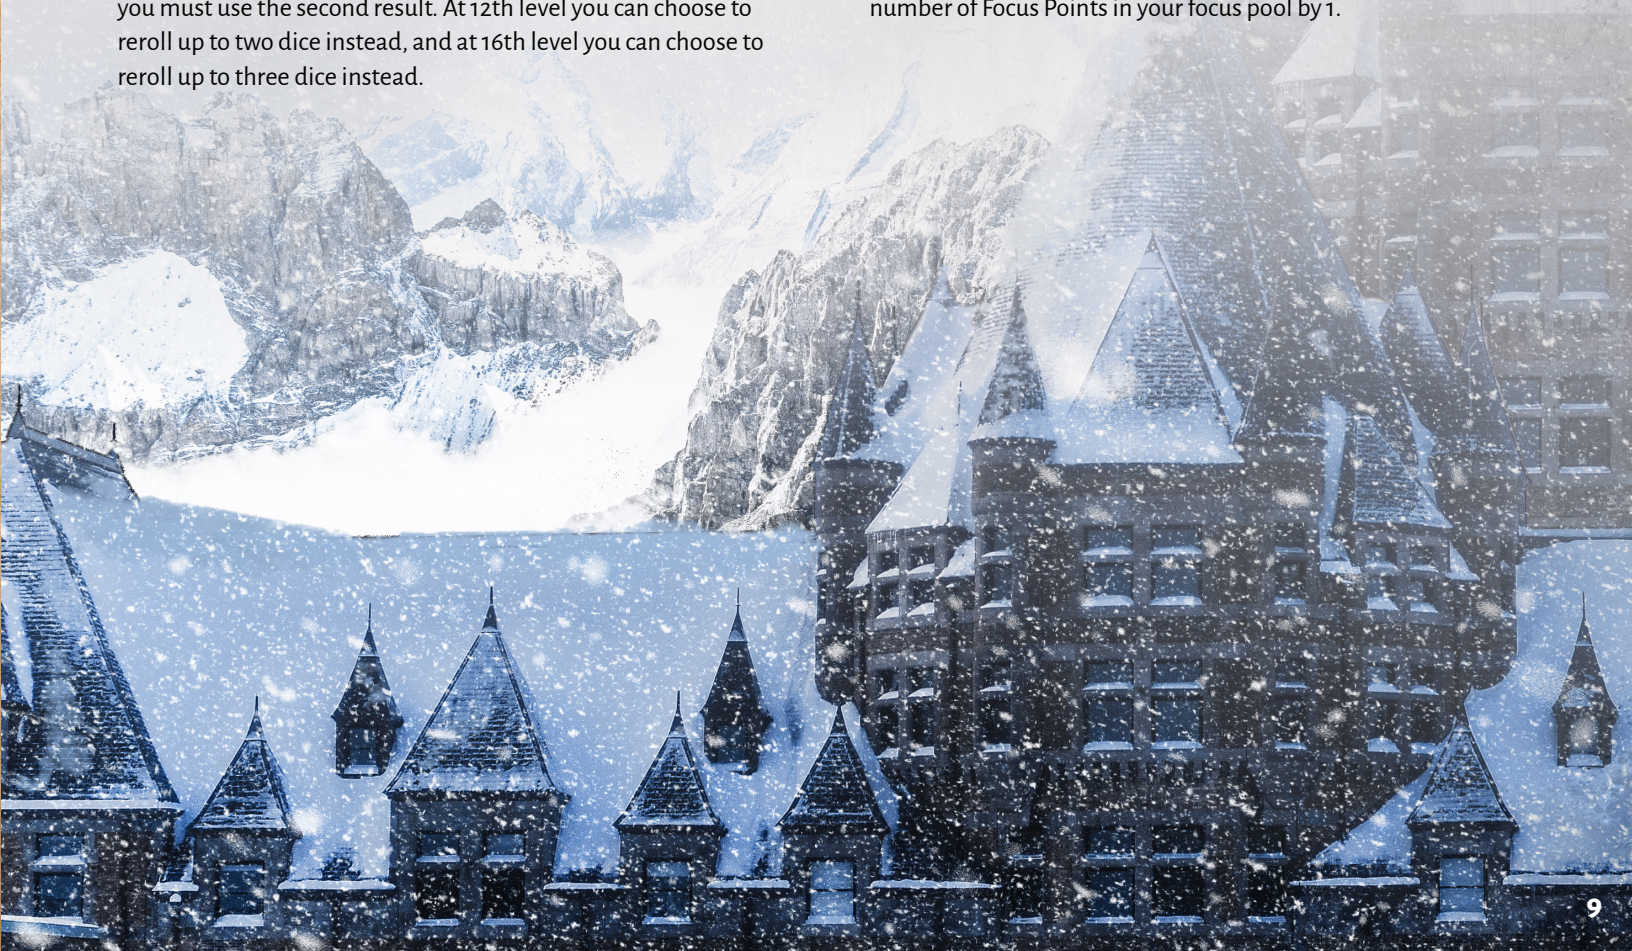 you must use the second result. At 12th level you can choose to
reroll up to two dice instead, and at 16th level you can choose to
reroll up to three dice instead.
number of Focus Points in your focus pool by 1.
9